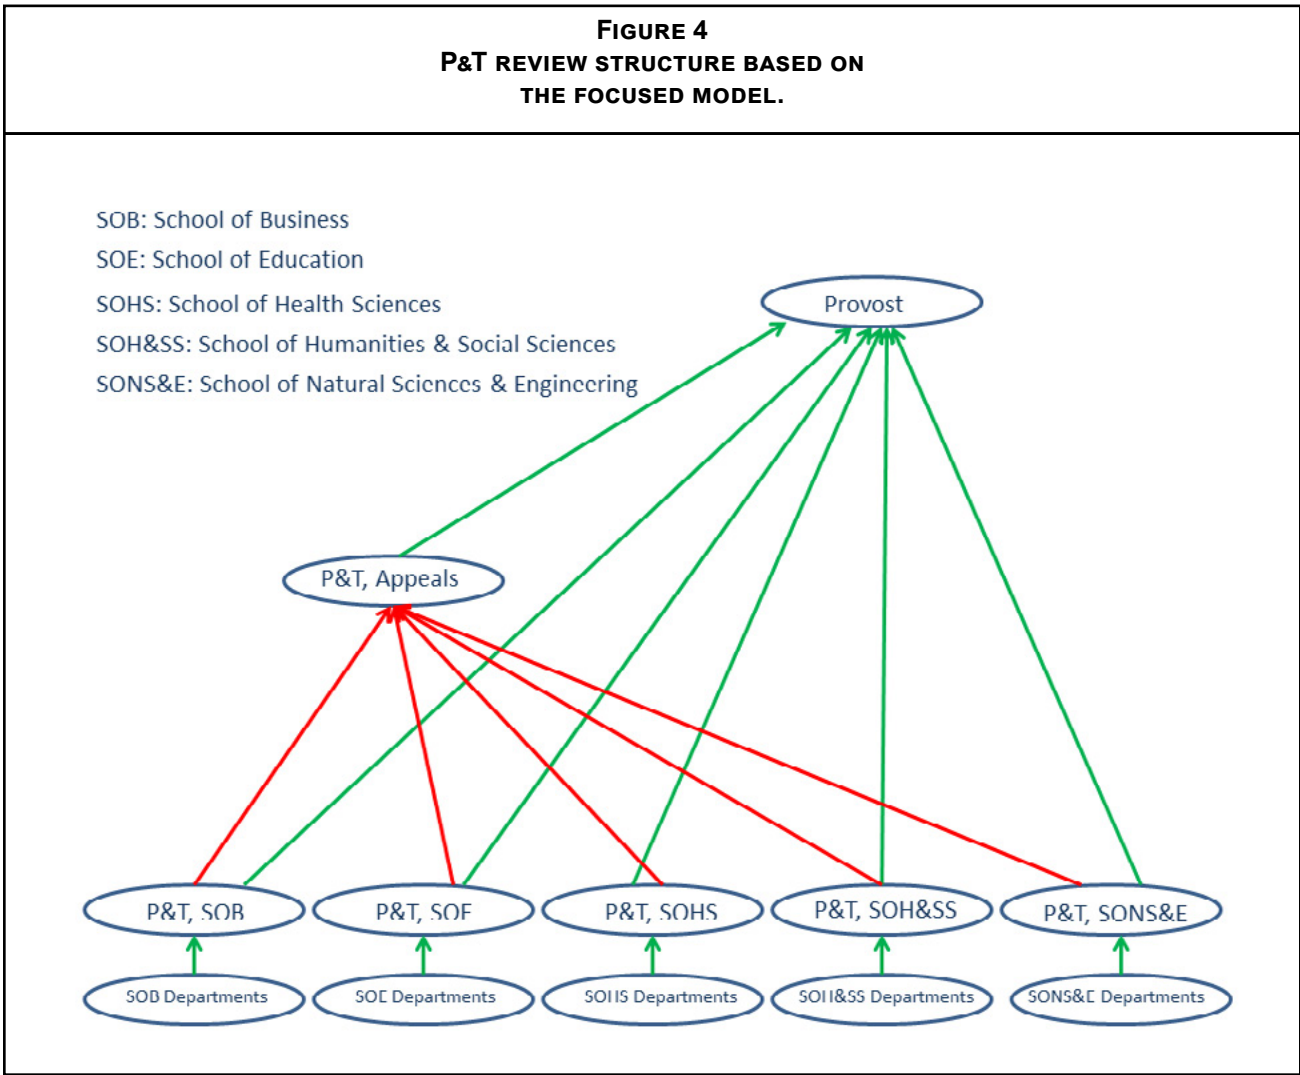 FIGURE 4
P&T REVIEW STRUCTURE BASED ON
THE FOCUSED MODEL.
SOB: School of Business
SOE: School of Education
SOHS: School of Health Sciences
SOH&SS: School of Humanities & Social Sciences
SONS&E: School of Natural Sciences & Engineering
Provost
P&T, Appeals
P&T, SOB
P&T, SOE
P&T, SOHS
P&T, SOH&SS
P&T, SONS&E
SOB Departments
SOE Departments
SOHS Departments
SOH&SS Departments
SONS&E Departments